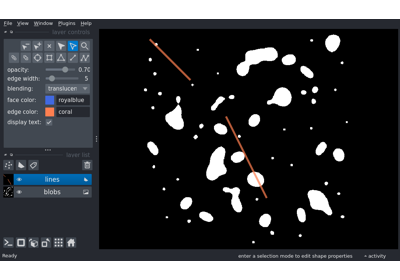 File View Window Plugins Help
layer controls
opacity: 0.70
edge width: 5
blending: translucen
face color: royalblue
edge color: coral
display text:
layer list
lines
blobs
Ready enter a selection mode to edit shape properties activity